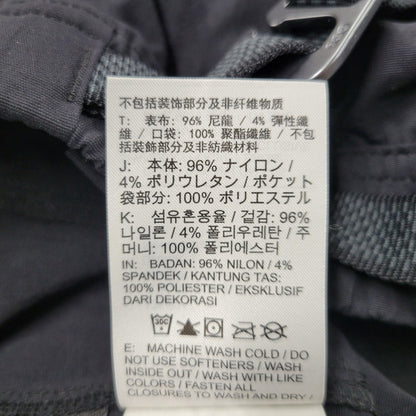 不包括装饰部分及非纤维物质
T: 表布: 96% 尼龍 / 4% 彈性纖
維 / 口袋: 100% 聚酯纖維 / 不包
括裝飾部分及非紡織材料
J: 本体: 96% ナイロン /
4% ポリウレタン / ポケット
袋部分: 100% ポリエステル
K: 섬유혼용율 / 겉감: 96%
나일론 / 4% 폴리우레탄 / 주
머니: 100% 폴리에스터
IN: BADAN: 96% NILON / 4%
SPANDEK / KANTUNG TAS:
100% POLIESTER / EKSKLUSIF
DARI DEKORASI
30C
E: MACHINE WASH COLD / DO
NOT USE SOFTENERS / WASH
INSIDE OUT / WASH WITH LIKE
COLORS / FASTEN ALL